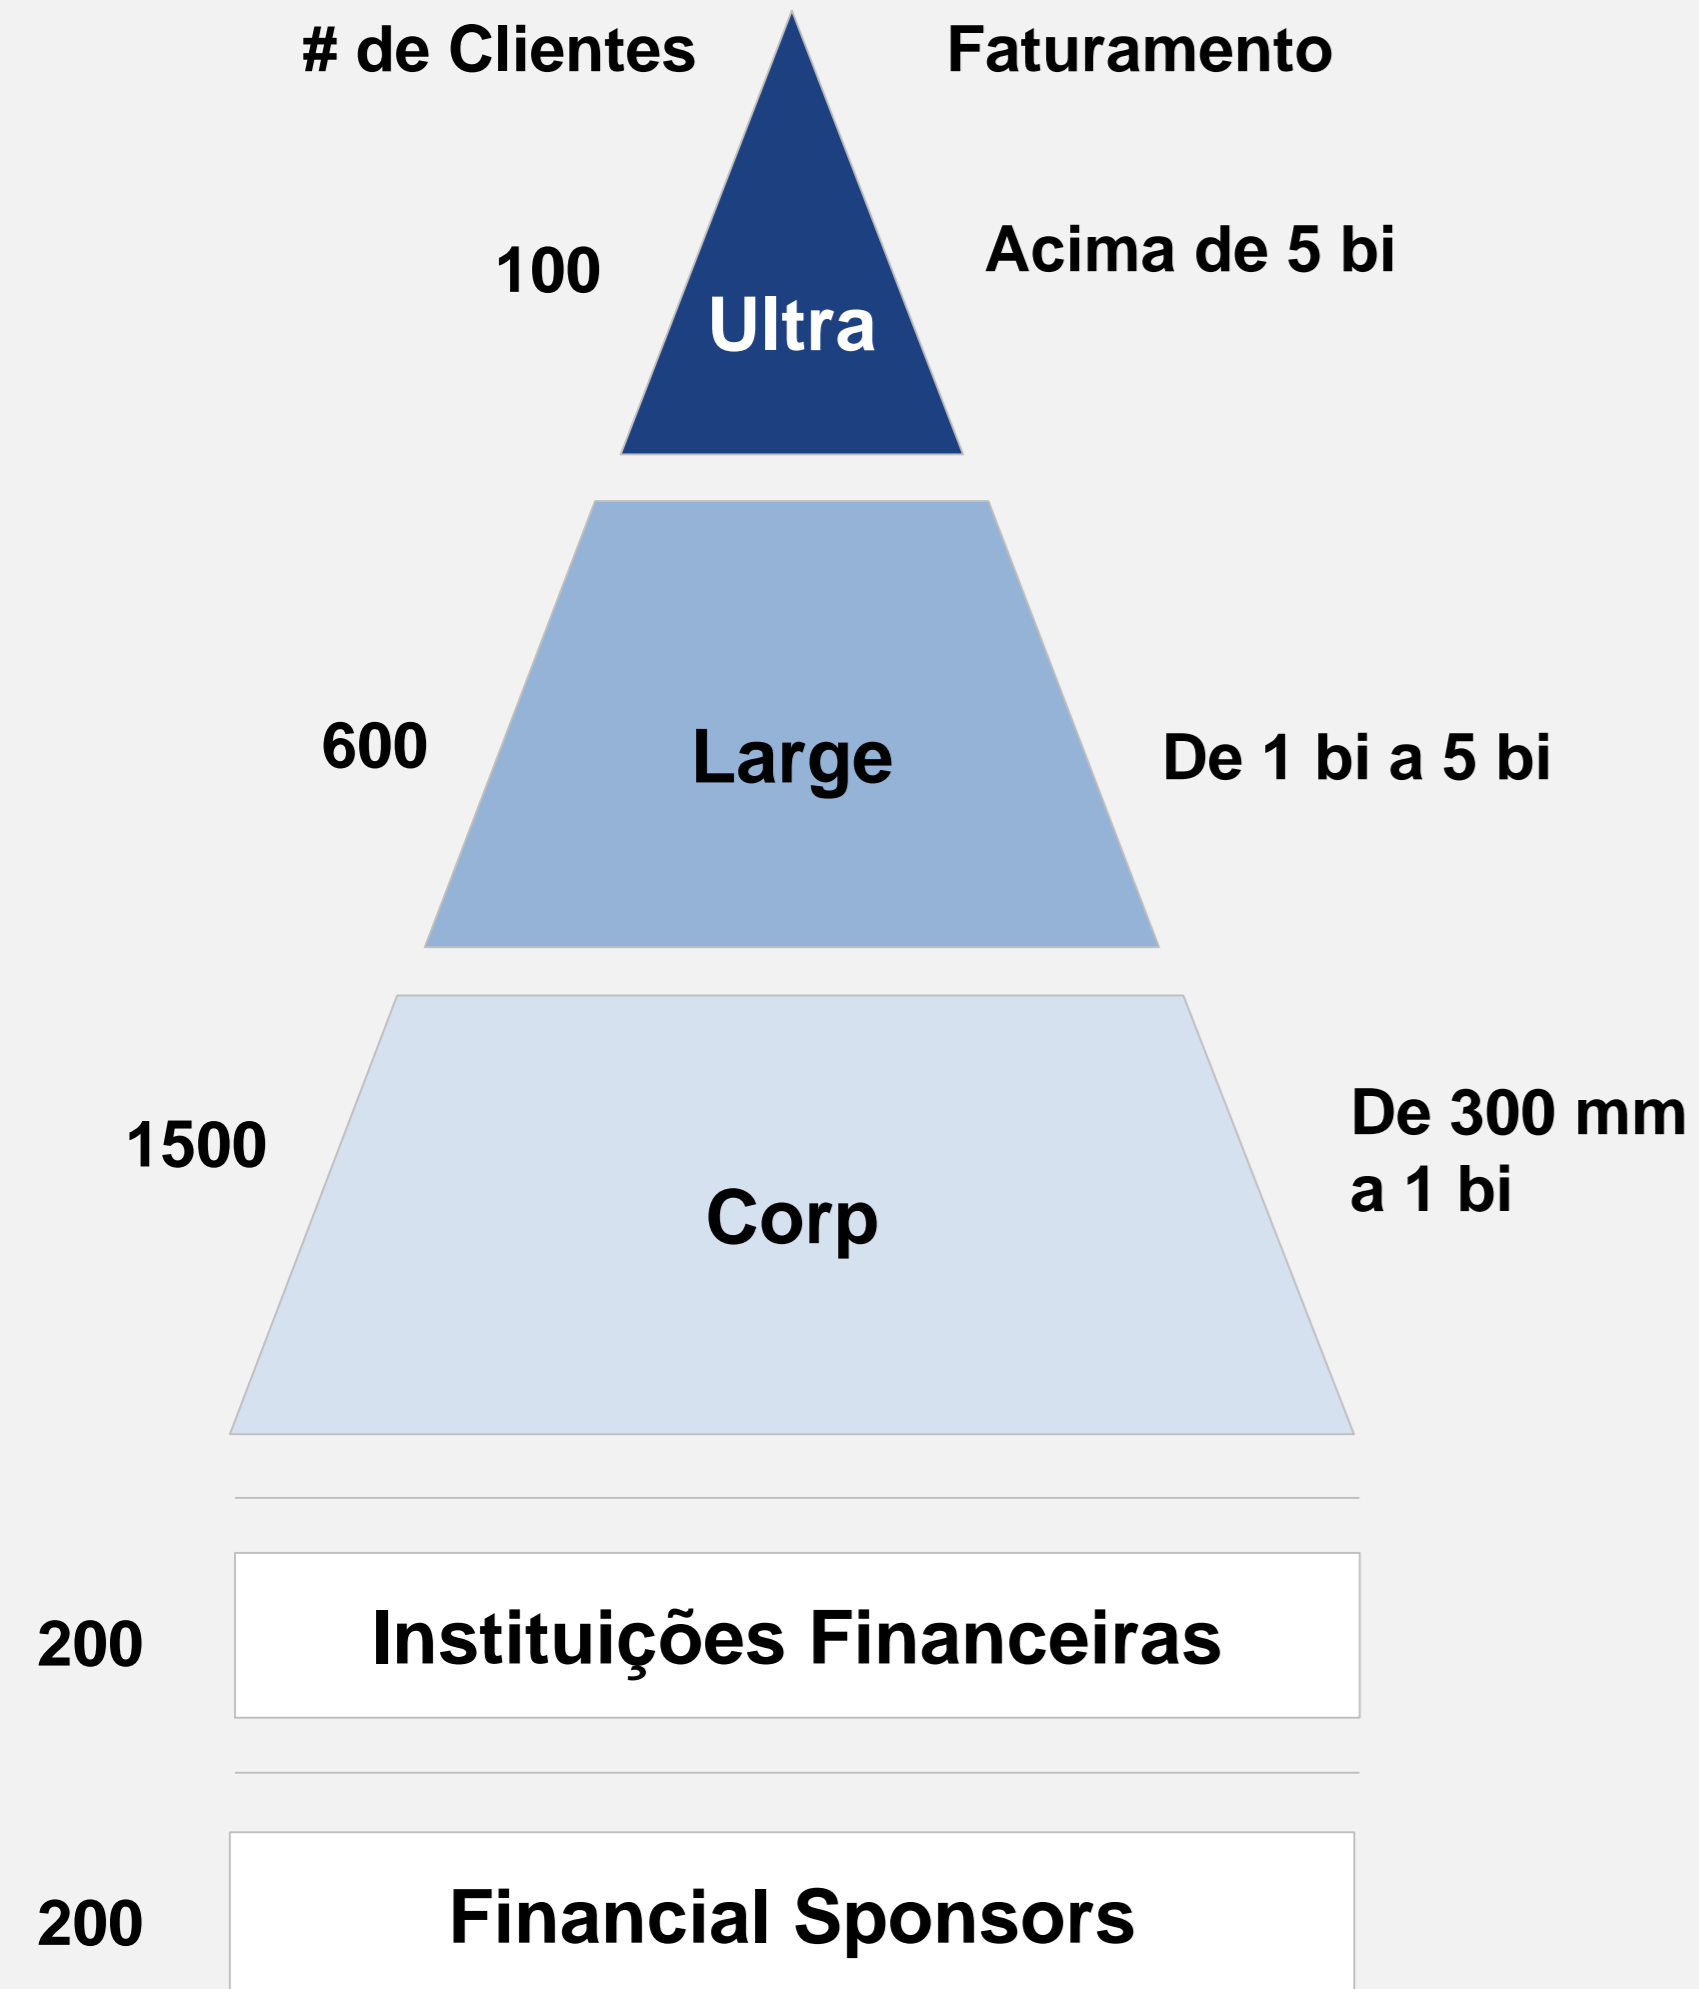 # de Clientes
Faturamento
100
Ultra
Acima de 5 bi
600
Large
De 1 bi a 5 bi
1500
Corp
De 300 mm
a 1 bi
200
Instituições Financeiras
200
Financial Sponsors